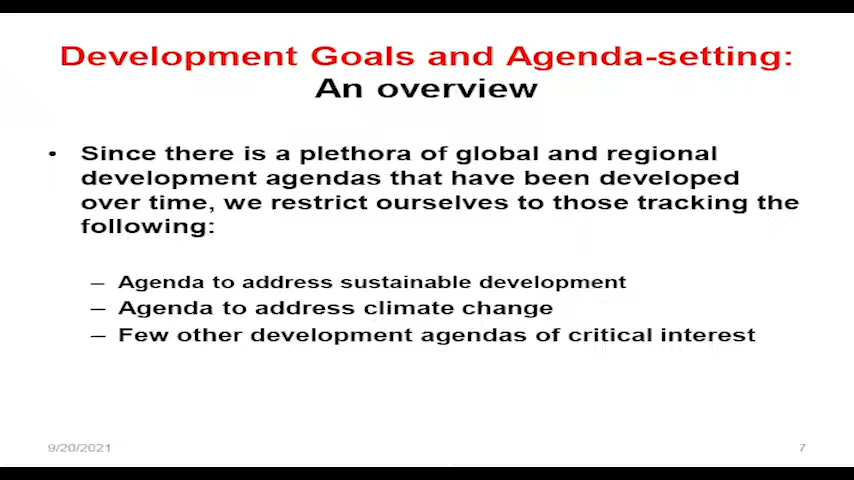 Development Goals and Agenda-setting:
An overview
• Since there is a plethora of global and regional
development agendas that have been developed
over time, we restrict ourselves to those tracking the
following:
– Agenda to address sustainable development
– Agenda to address climate change
– Few other development agendas of critical interest
9/20/2021
7